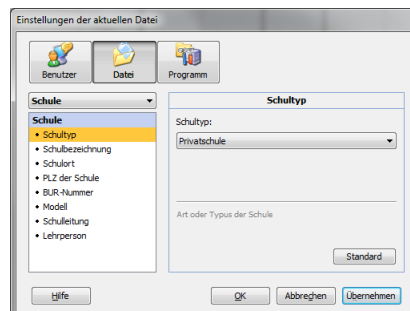 Einstellungen der aktuellen Datei
Benutzer
Datei
Programm
Schule
Schule
• Schultyp
• Schulbezeichnung
• Schulort
• PLZ der Schule
• BUR-Nummer
• Modell
• Schulleitung
• Lehrperson
Schultyp
Schultyp:
Privatschule
Art oder Typus der Schule
Standard
Hilfe
OK
Abbrechen
Übernehmen